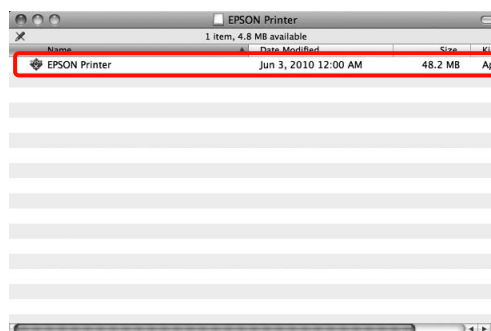 EPSON Printer
1 item, 4.8 MB available
Name Date Modified Size
EPSON Printer Jun 3, 2010 12:00 AM 48.2 MB